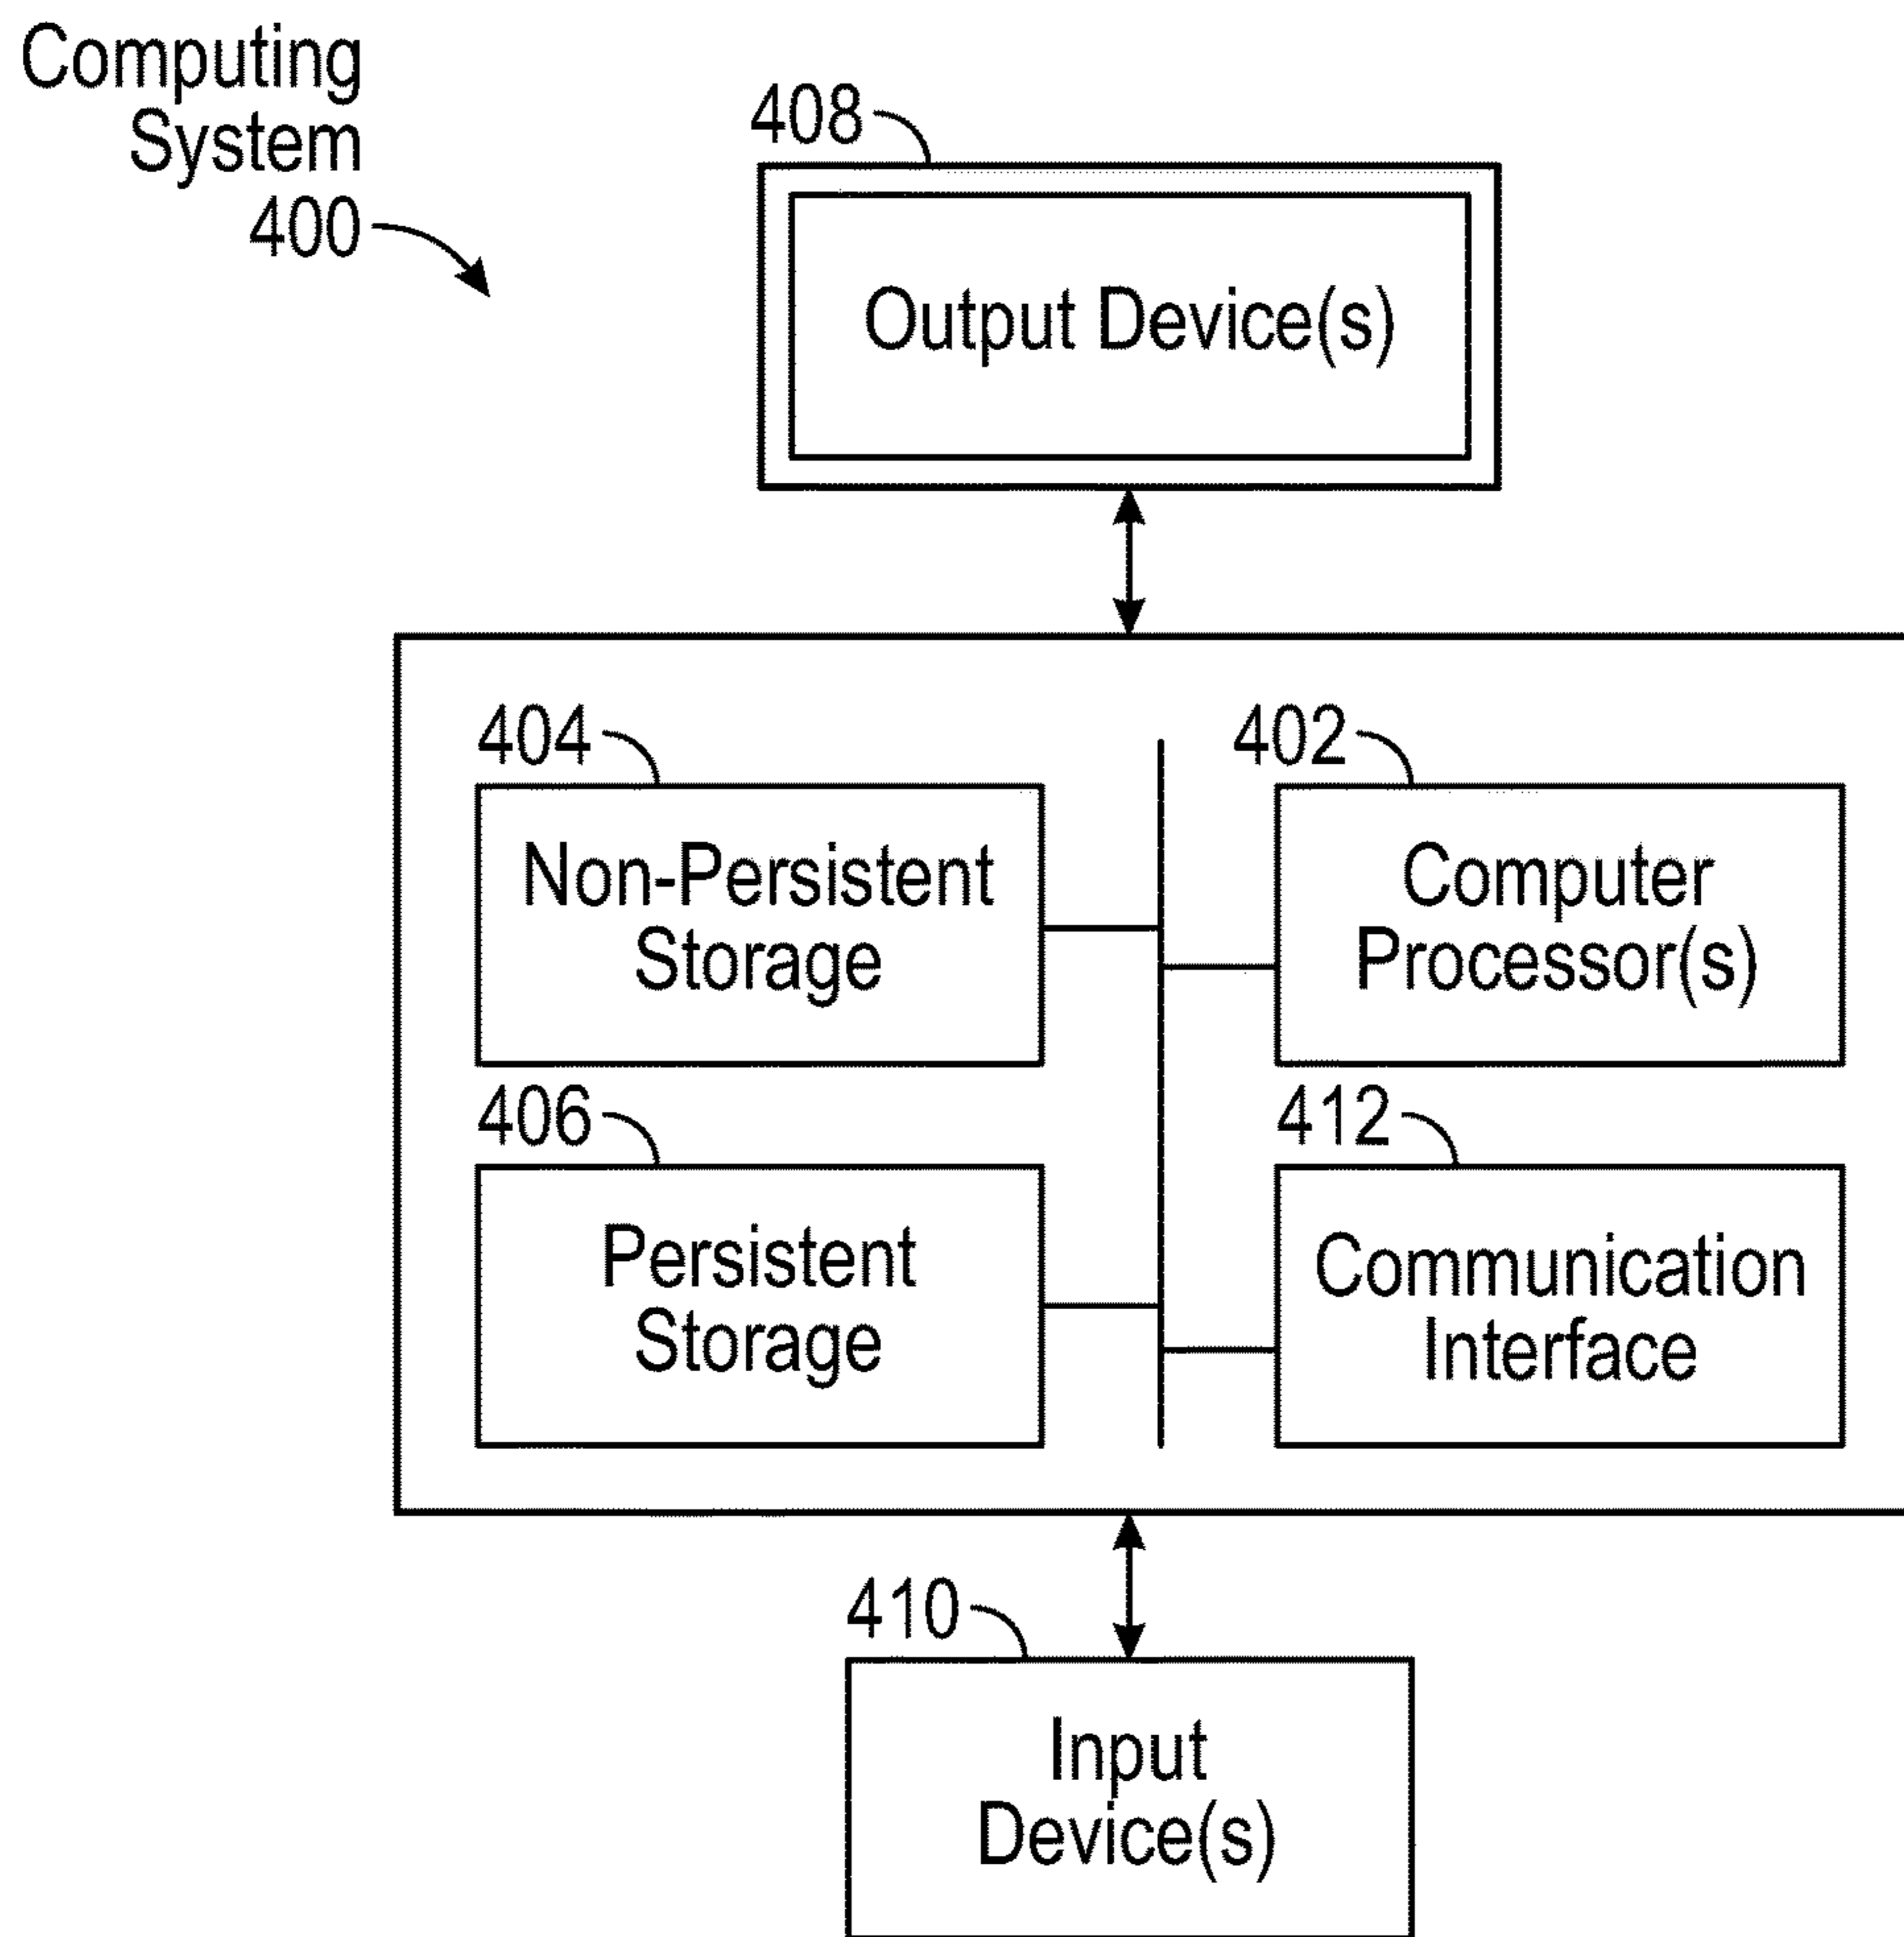 Computing
System
400
408
Output Device(s)
404
402
Non-Persistent
Storage
Computer
Processor(s)
406
412
Persistent
Storage
Communication
Interface
410
Input
Device(s)